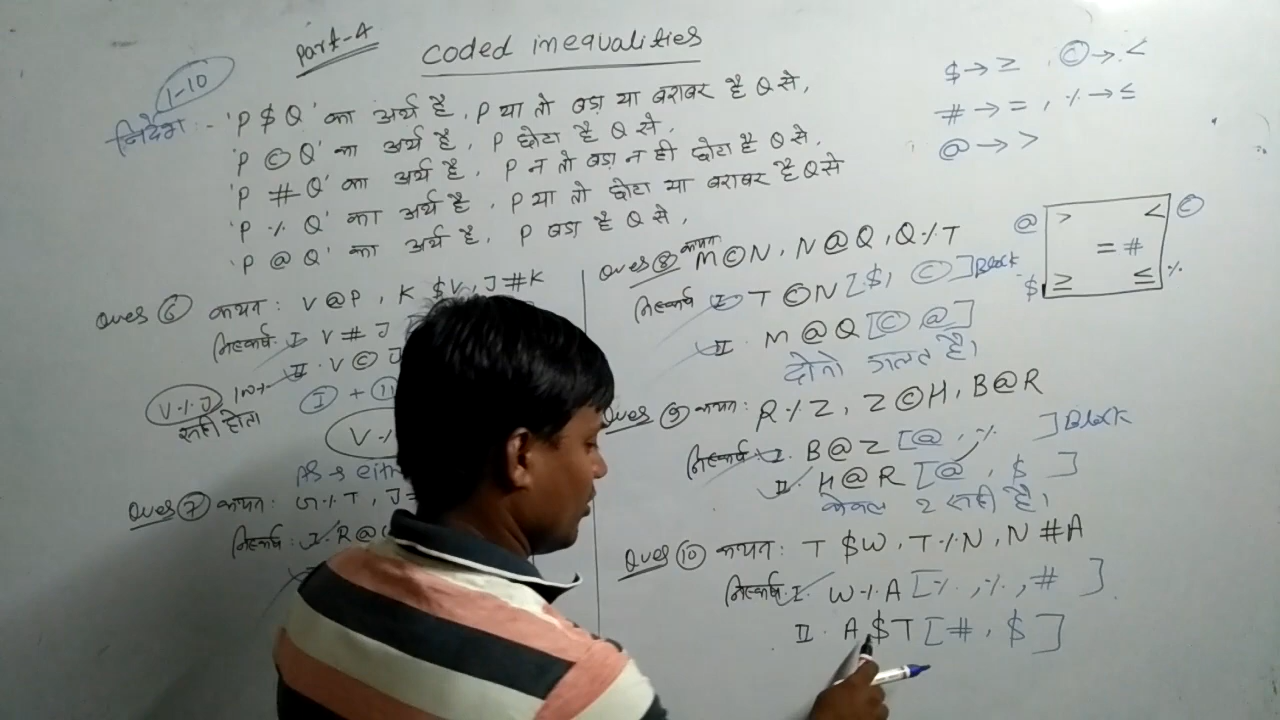 Part-A
Coded inequalities
1-10
निर्देश :- 'P $ Q' का अर्थ है, P या तो बड़ा या बराबर है Q से,
'P © Q' का अर्थ है, P छोटा है Q से,
'P # Q' का अर्थ है, P न तो बड़ा न ही छोटा है Q से,
'P % Q' का अर्थ है, P या तो छोटा या बराबर है Q से
'P @ Q' का अर्थ है, P बड़ा है Q से,
$ → ≥ , © → <
# → = , % → ≤
@ → >
@ > < ©
= #
$ ≥ ≤ %
Ques 6 कथन : V @ P , K $ V, J # K
निष्कर्ष: I. V # J
II. V © J
V % J
सही होता
I + II
V %
Ques 7 कथन: G % T , J
निष्कर्ष: I. R @
Ques 8 कथन M © N, N @ Q, Q % T
निष्कर्ष I. T © N [$, ©] Block
II. M @ Q [© @]
दोनो गलत है।
Ques 9 कथन: R % Z, Z © H, B @ R
निष्कर्ष I. B @ Z [@, % ] Block
II. H @ R [@, $ ]
केवल 2 सही है।
Ques 10 कथन: T $ W, T % N, N # A
निष्कर्ष: I. W % A [%, %, # ]
II. A $ T [#, $ ]